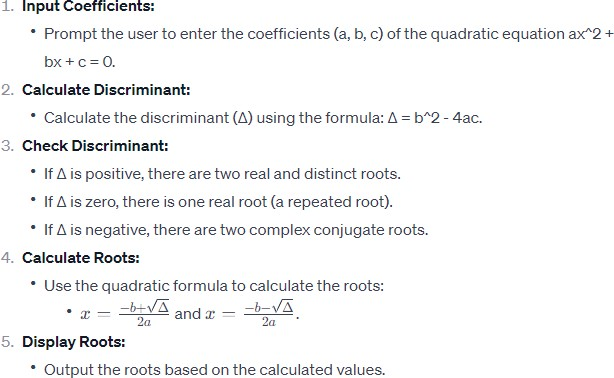 1. Input Coefficients:
• Prompt the user to enter the coefficients (a, b, c) of the quadratic equation ax^2 +
bx + c = 0.
2. Calculate Discriminant:
• Calculate the discriminant (Δ) using the formula: Δ = b^2 - 4ac.
3. Check Discriminant:
• If Δ is positive, there are two real and distinct roots.
• If Δ is zero, there is one real root (a repeated root).
• If Δ is negative, there are two complex conjugate roots.
4. Calculate Roots:
• Use the quadratic formula to calculate the roots:
• x = \frac{-b+\sqrt{Δ}}{2a} and x = \frac{-b-\sqrt{Δ}}{2a}.
5. Display Roots:
• Output the roots based on the calculated values.